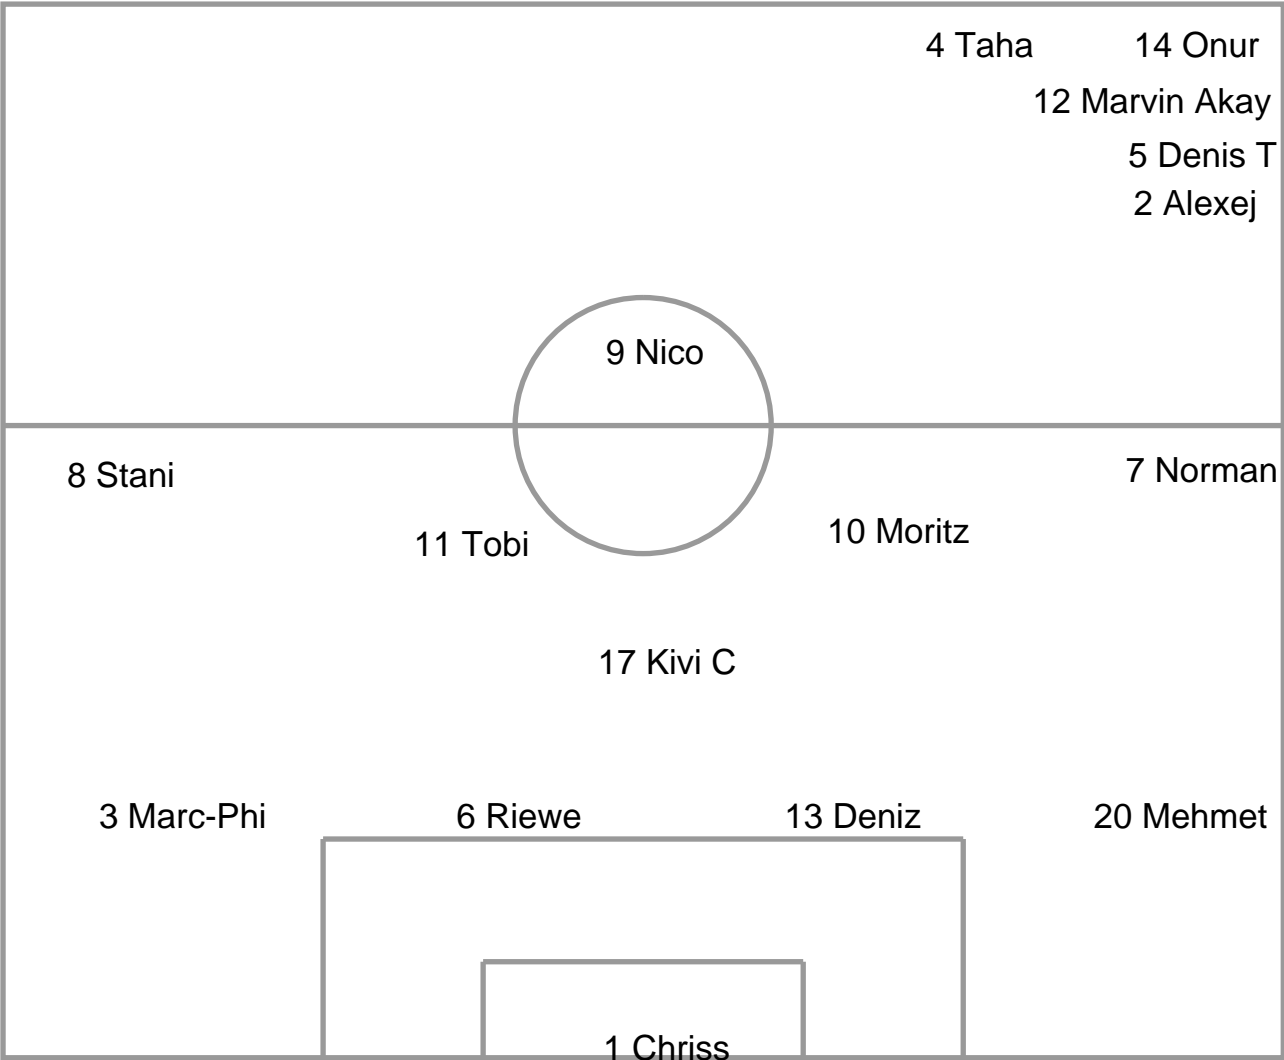 4 Taha 14 Onur
12 Marvin Akay
5 Denis T
2 Alexej
9 Nico
8 Stani 7 Norman
11 Tobi 10 Moritz
17 Kivi C
3 Marc-Phi 6 Riewe 13 Deniz 20 Mehmet
1 Chriss